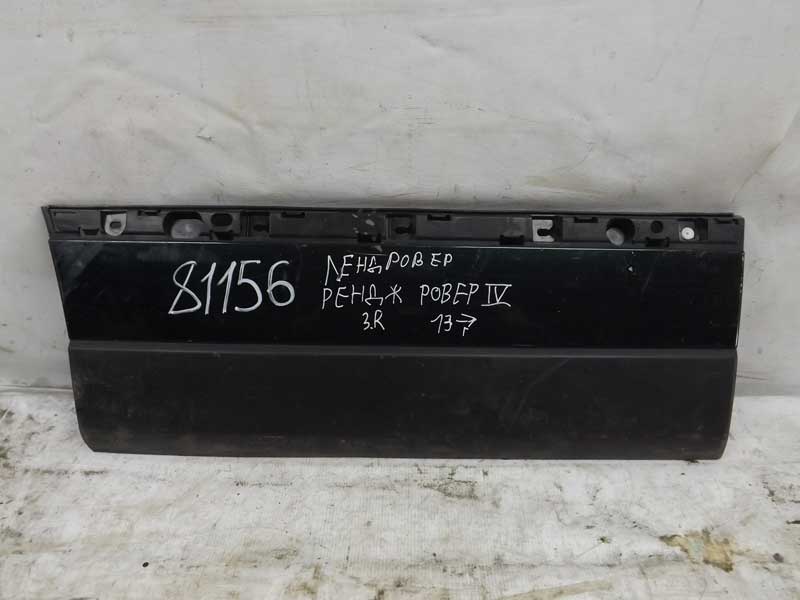 81156
ЛЕНДРОВЕР
РЕНДЖ РОВЕР IV
З.R 13→
г